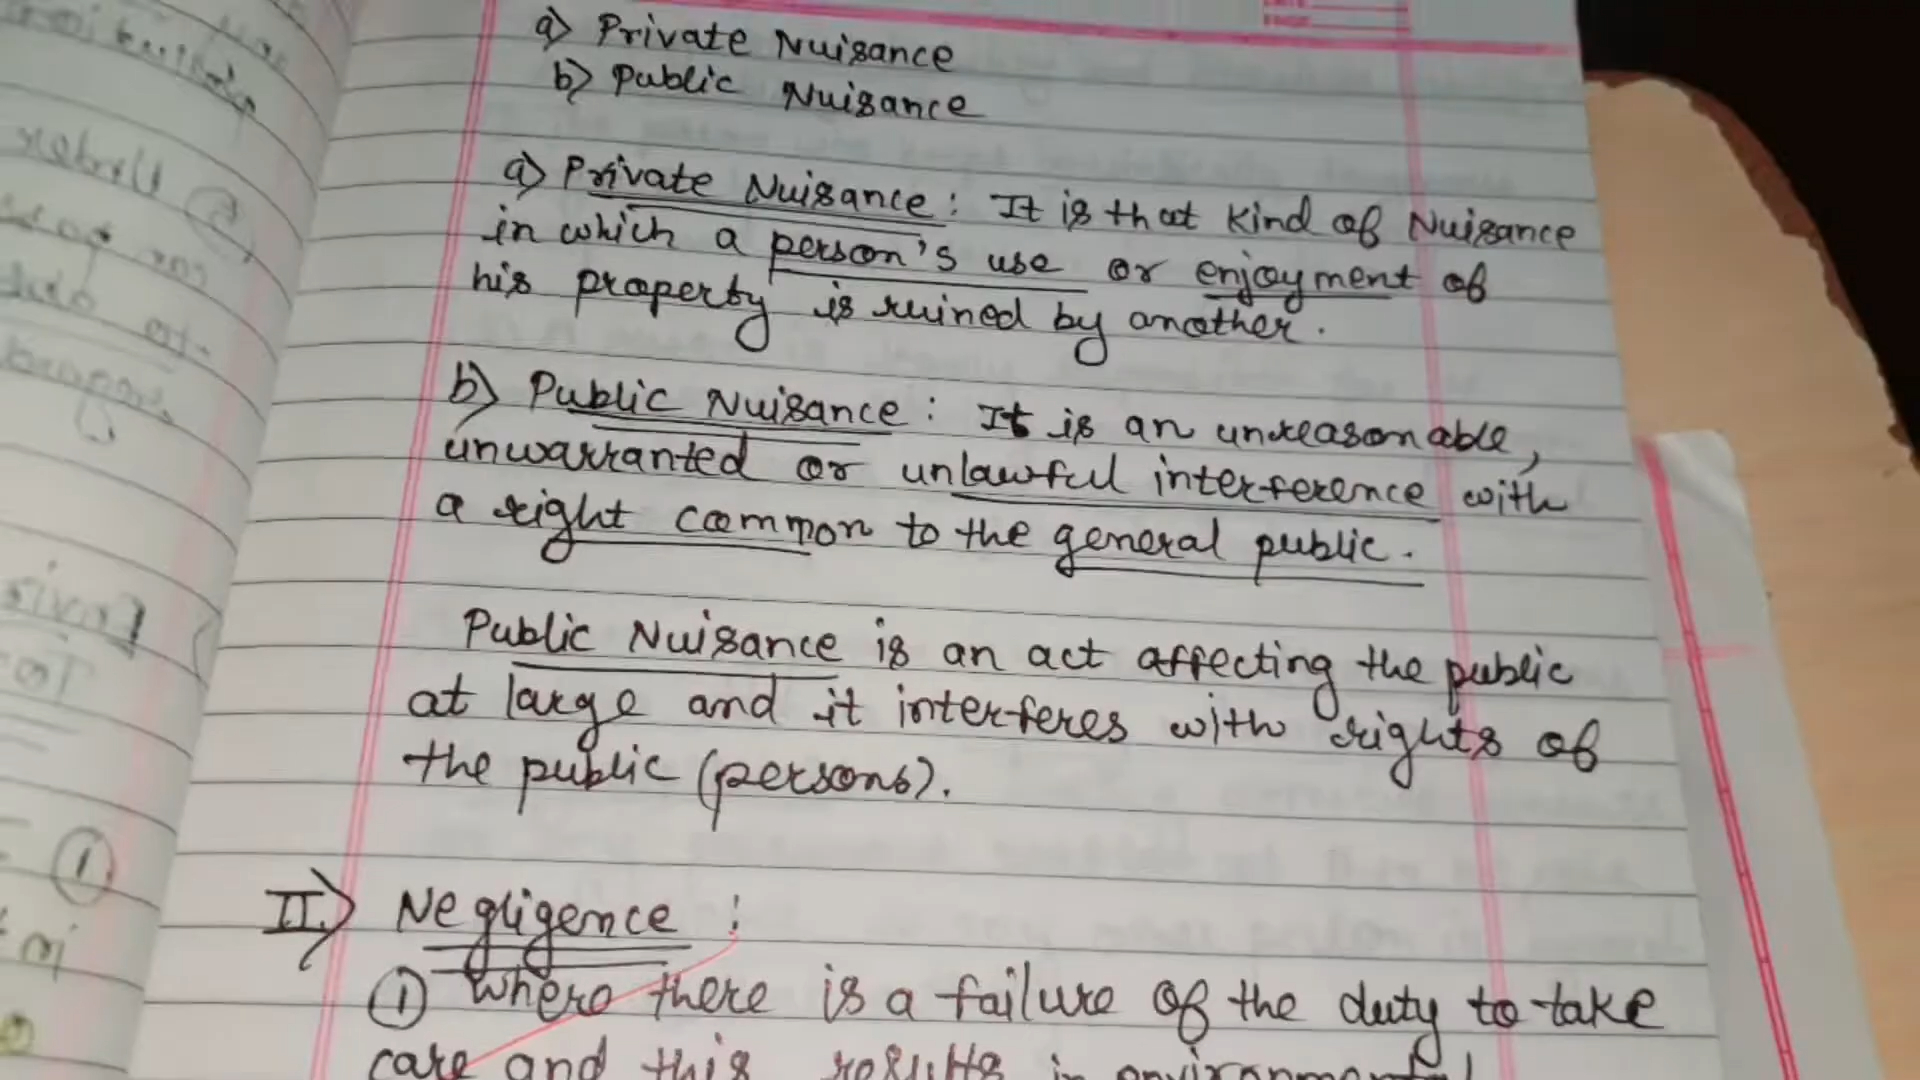 a) Private Nuisance
b) Public Nuisance
a) Private Nuisance : It is that kind of Nuisance
in which a person's use or enjoyment of
his property is ruined by another.
b) Public Nuisance : It is an unreasonable,
unwarranted or unlawful interference with
a right common to the general public.
Public Nuisance is an act affecting the public
at large and it interferes with rights of
the public (persons).
II.) Negligence :
① Where there is a failure of the duty to take
care and this results in environmental